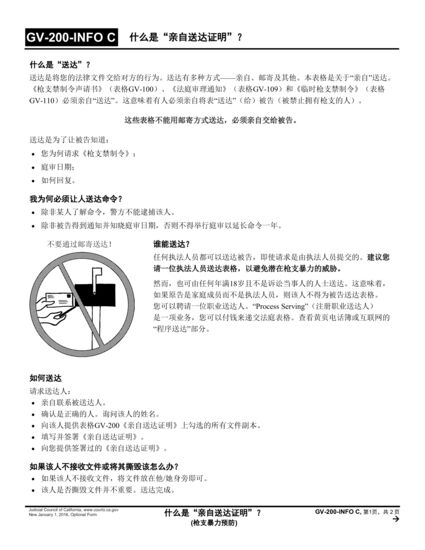 GV-200-INFO C 什么是“亲自送达证明”？
什么是“送达”？
送达是将您的法律文件交给对方的行为。送达有多种方式——亲自、邮寄及其他。本表格是关于“亲自”送达。
《枪支禁制令声请书》（表格GV-100）、《法庭审理通知》（表格GV-109）和《临时枪支禁制令》（表格
GV-110）必须亲自“送达”。这意味着有人必须亲自将表“送达”（给）被告（被禁止拥有枪支的人）。
这些表格不能用邮寄方式送达，必须亲自交给被告。
送达是为了让被告知道：
• 您为何请求《枪支禁制令》；
• 庭审日期；
• 如何回复。
我为何必须让人送达命令？
• 除非某人了解命令，警方不能逮捕该人。
• 除非被告得到通知并知晓庭审日期，否则不得举行庭审以延长命令一年。
不要通过邮寄送达！
谁能送达？
任何执法人员都可以送达被告，即使请求是由执法人员提交的。建议您
请一位执法人员送达表格，以避免潜在枪支暴力的威胁。
然而，也可由任何年满18岁且不是诉讼当事人的人士送达。这意味着，
如果原告是家庭成员而不是执法人员，则该人不得为被告送达表格。
您可以聘请一位职业送达人。“Process Serving”（注册职业送达人）
是一项业务，您可以付钱来递交法庭表格。查看黄页电话簿或互联网的
“程序送达”部分。
如何送达
请求送达人：
• 亲自联系被送达人。
• 确认是正确的人。询问该人的姓名。
• 向该人提供表格GV-200《亲自送达证明》上勾选的所有文件副本。
• 填写并签署《亲自送达证明》。
• 向您提供签署过的《亲自送达证明》。
如果该人不接收文件或将其撕毁该怎么办？
• 如果该人不接收文件，将文件放在他/她身旁即可。
• 该人是否撕毁文件并不重要。送达完成。
Judicial Council of California, www.courts.ca.gov
New January 1, 2016, Optional Form
什么是“亲自送达证明”？
(枪支暴力预防)
GV-200-INFO C, 第1页，共 2 页
→